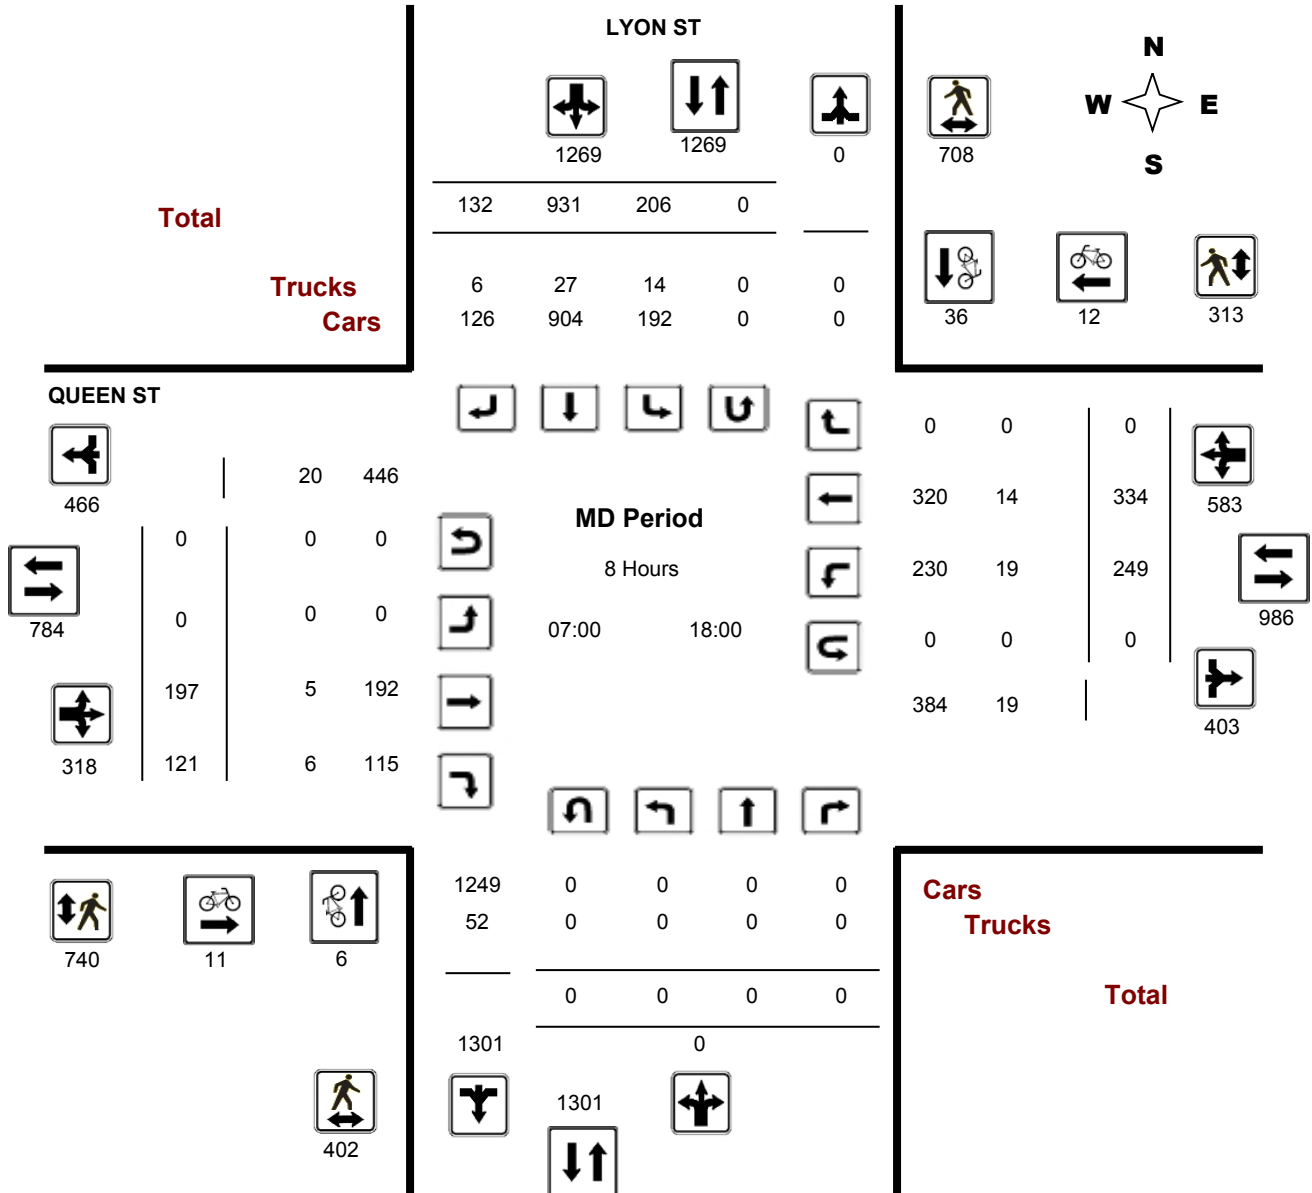 LYON ST
N
W E
S
1269 1269 0 708
132 931 206 0
Total
Trucks 6 27 14 0 0
Cars 126 904 192 0 0
36 12 313
QUEEN ST
0 0 0
20 446
466
320 14 334 583
MD Period
0 0 0
8 Hours
230 19 249
0 0 0
784
07:00 18:00
986
0 0 0
197 5 192
384 19
403
318 121 6 115
1249 0 0 0 0
52 0 0 0 0
Cars
Trucks
740 11 6
0 0 0 0
Total
1301 0
1301
402